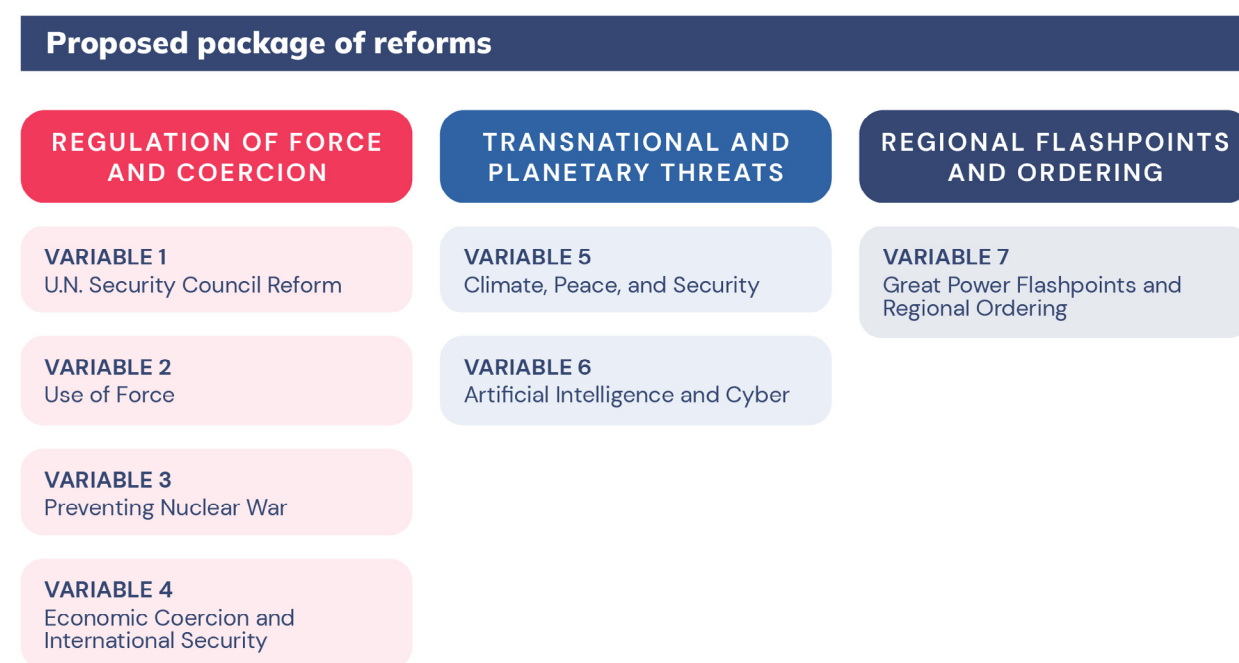 Proposed package of reforms
REGULATION OF FORCE
AND COERCION
VARIABLE 1
U.N. Security Council Reform
VARIABLE 2
Use of Force
VARIABLE 3
Preventing Nuclear War
VARIABLE 4
Economic Coercion and
International Security
TRANSNATIONAL AND
PLANETARY THREATS
VARIABLE 5
Climate, Peace, and Security
VARIABLE 6
Artificial Intelligence and Cyber
REGIONAL FLASHPOINTS
AND ORDERING
VARIABLE 7
Great Power Flashpoints and
Regional Ordering